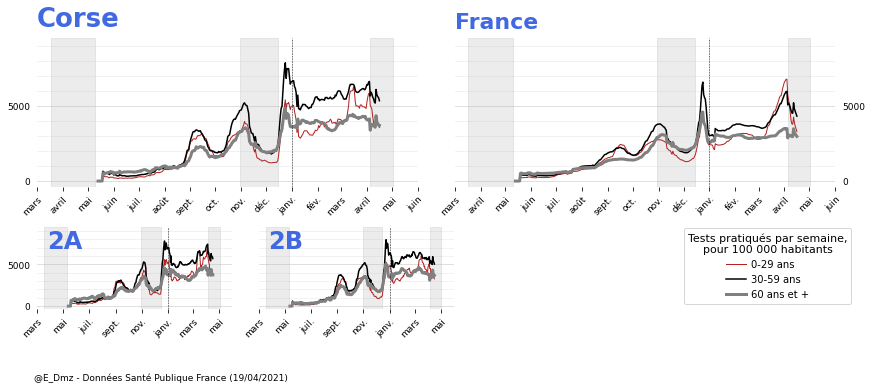 Corse
France
5000
0
mars avril mai juin juil. août sept. oct. nov. déc. janv. fév. mars avril mai juin
5000
0
mars avril mai juin juil. août sept. oct. nov. déc. janv. fév. mars avril mai juin
2A
2B
5000
0
mars mai juil. sept. nov. janv. mars mai
mars mai juil. sept. nov. janv. mars mai
Tests pratiqués par semaine,
pour 100 000 habitants
0-29 ans
30-59 ans
60 ans et +
@E_Dmz - Données Santé Publique France (19/04/2021)